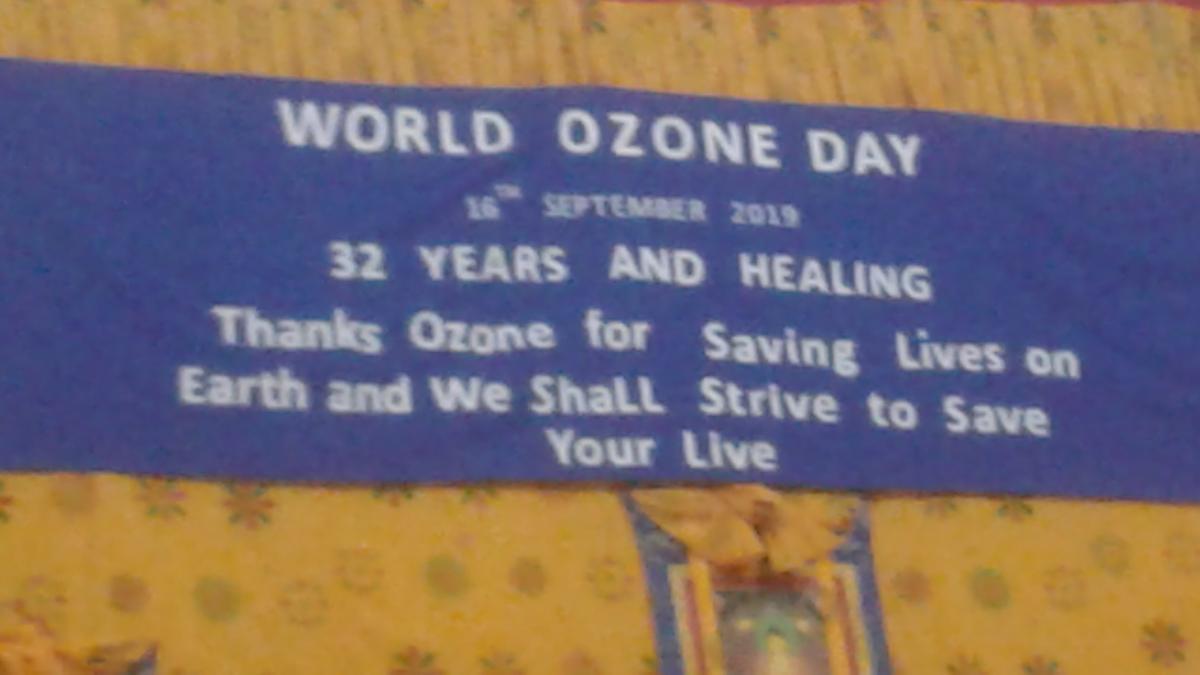 WORLD OZONE DAY
16TH SEPTEMBER 2019
32 YEARS AND HEALING
Thanks Ozone for Saving Lives on
Earth and We ShaLL Strive to Save
Your Live